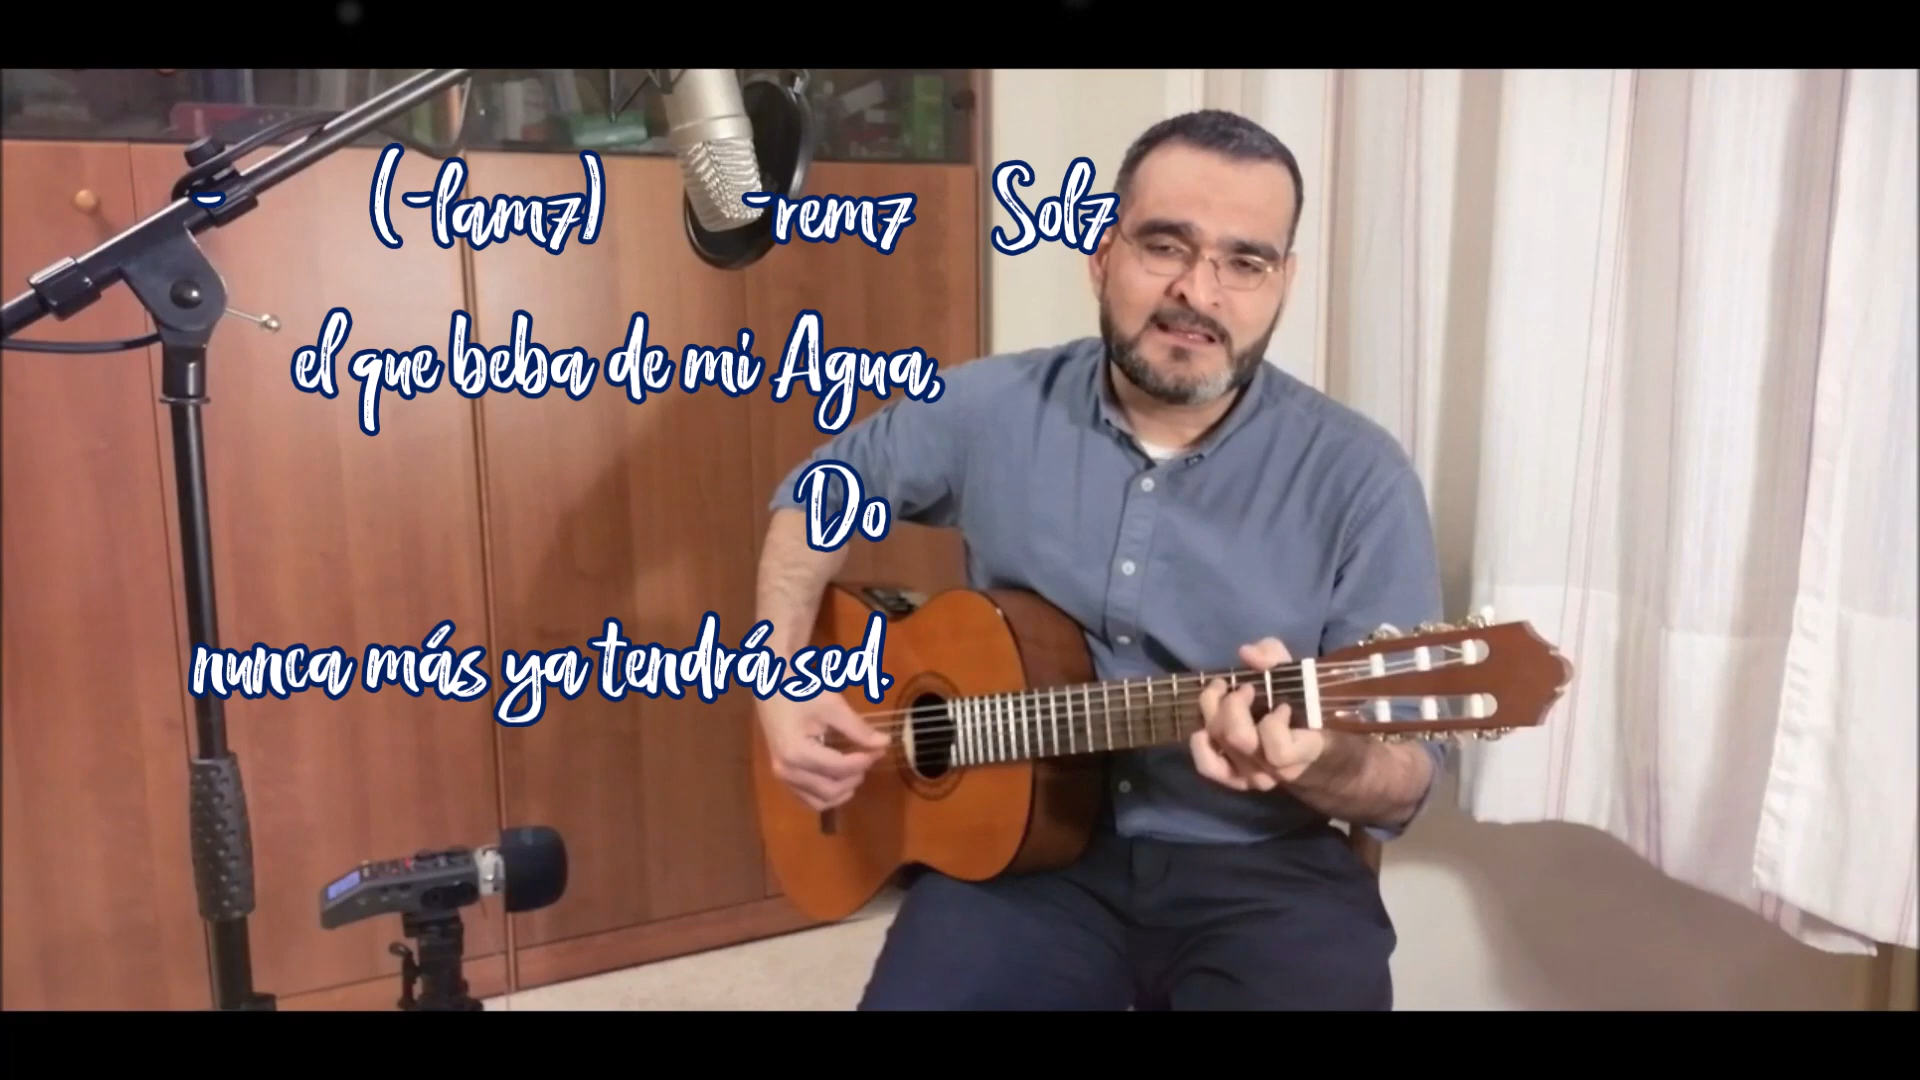 - (-lam7) -rem7 Sol7
el que beba de mi Agua,
Do
nunca más ya tendrá sed.